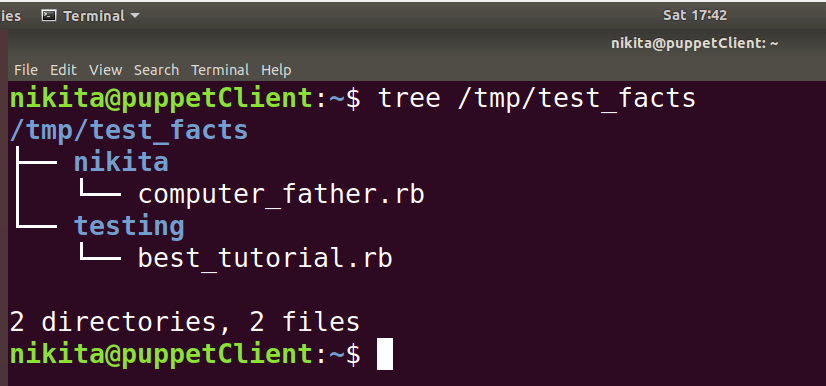 ies Terminal Sat 17:42
nikita@puppetClient: ~
File Edit View Search Terminal Help
nikita@puppetClient:~$ tree /tmp/test_facts
/tmp/test_facts
├── nikita
│   └── computer_father.rb
└── testing
    └── best_tutorial.rb

2 directories, 2 files
nikita@puppetClient:~$